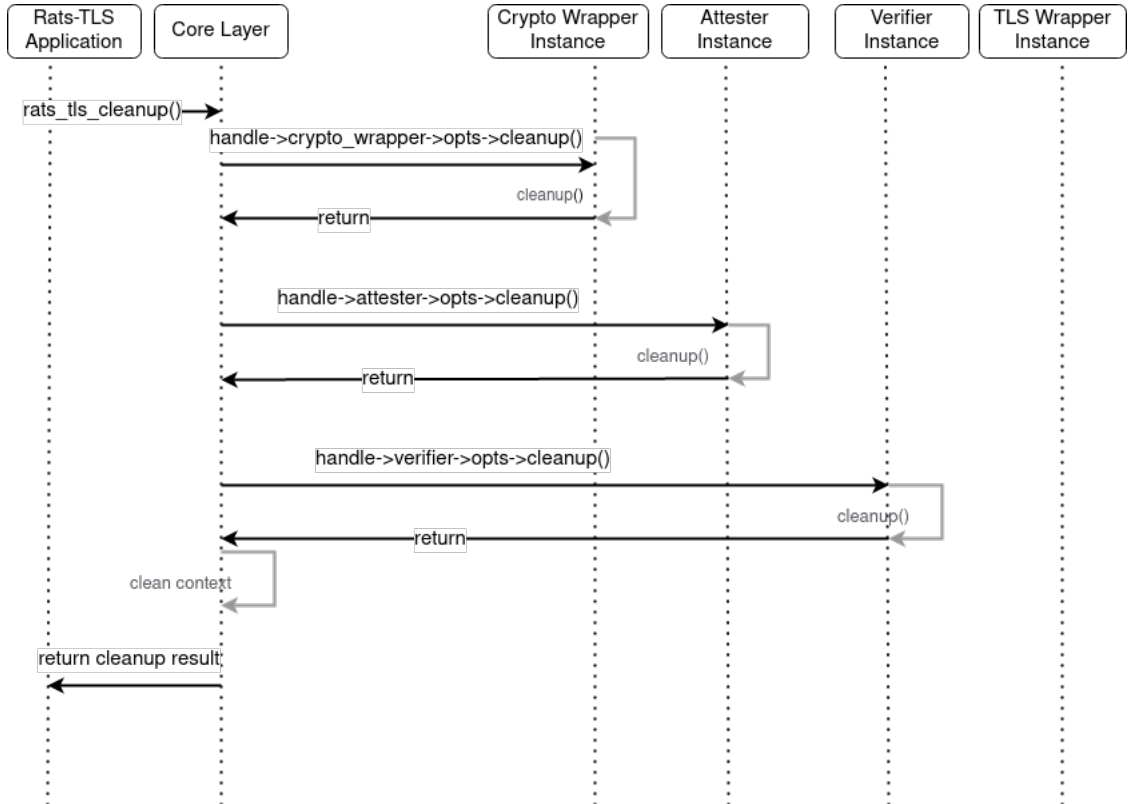 Rats-TLS
Application
Core Layer
Crypto Wrapper
Instance
Attester
Instance
Verifier
Instance
TLS Wrapper
Instance
rats_tls_cleanup()
handle->crypto_wrapper->opts->cleanup()
cleanup()
return
handle->attester->opts->cleanup()
cleanup()
return
handle->verifier->opts->cleanup()
cleanup()
return
clean context
return cleanup result